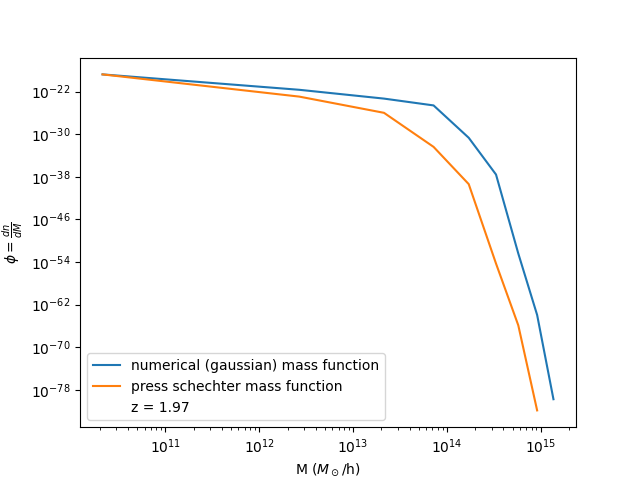 10^{-22}
10^{-30}
10^{-38}
10^{-46}
10^{-54}
10^{-62}
10^{-70}
10^{-78}
ϕ = \frac{dn}{dM}
numerical (gaussian) mass function
press schechter mass function
z = 1.97
10^{11} 10^{12} 10^{13} 10^{14} 10^{15}
M (M_⊙/h)